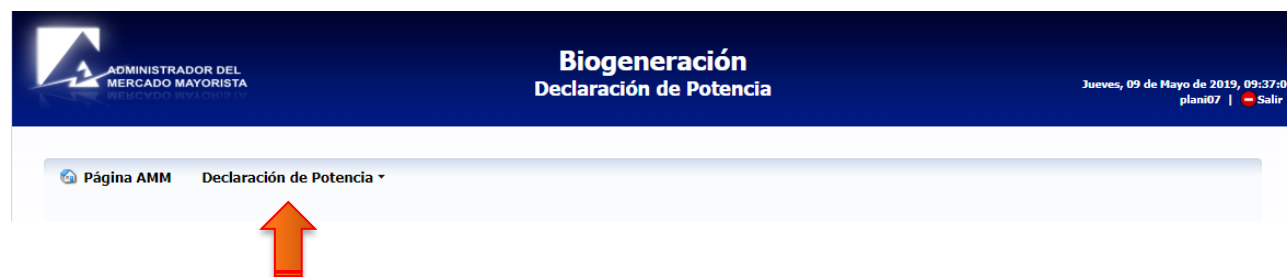 ADMINISTRADOR DEL
MERCADO MAYORISTA
Biogeneración
Declaración de Potencia
Jueves, 09 de Mayo de 2019, 09:37:0
plani07 | Salir
Página AMM Declaración de Potencia